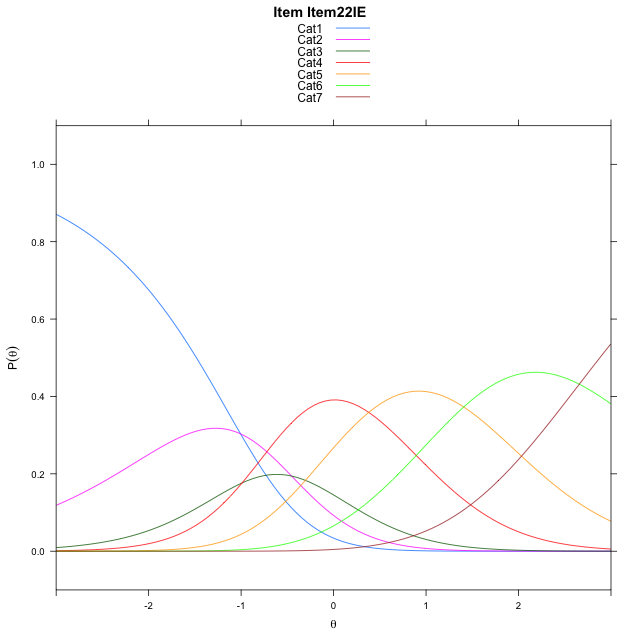 Item Item22IE
Cat1
Cat2
Cat3
Cat4
Cat5
Cat6
Cat7
1.0
0.8
0.6
0.4
0.2
0.0
P(θ)
-2 -1 0 1 2
θ